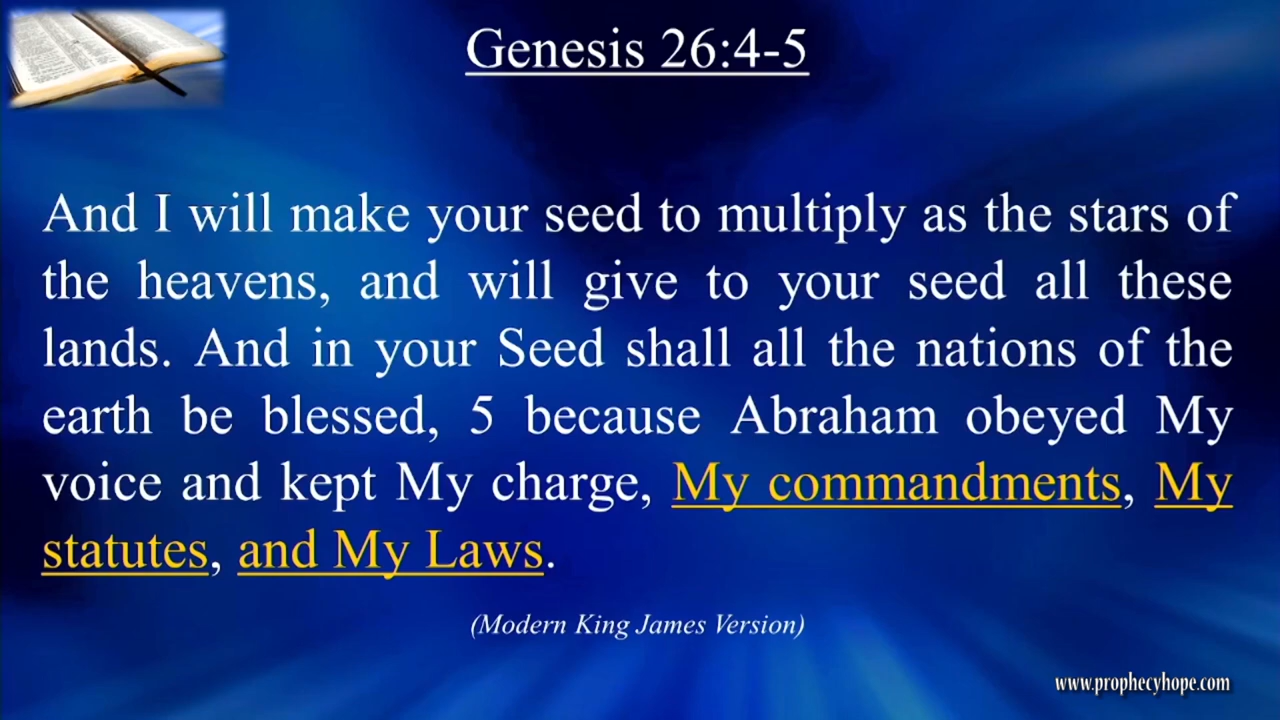 Genesis 26:4-5
And I will make your seed to multiply as the stars of
the heavens, and will give to your seed all these
lands. And in your Seed shall all the nations of the
earth be blessed, 5 because Abraham obeyed My
voice and kept My charge, My commandments, My
statutes, and My Laws.
(Modern King James Version)
www.prophecyhope.com